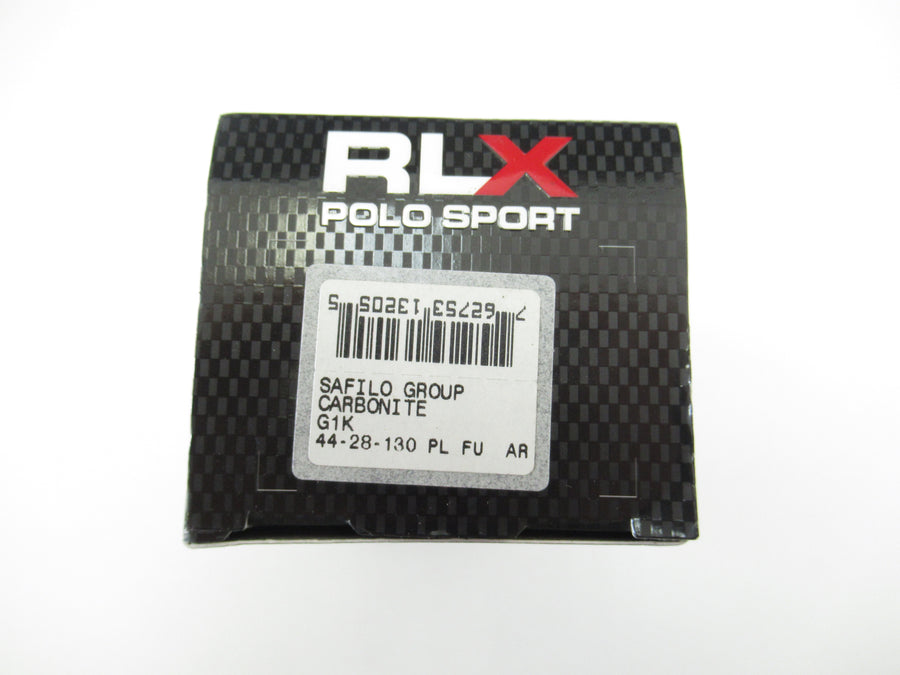 RLX
POLO SPORT
7 62753 13205 5
SAFILO GROUP
CARBONITE
G1K
44-28-130 PL FU AR